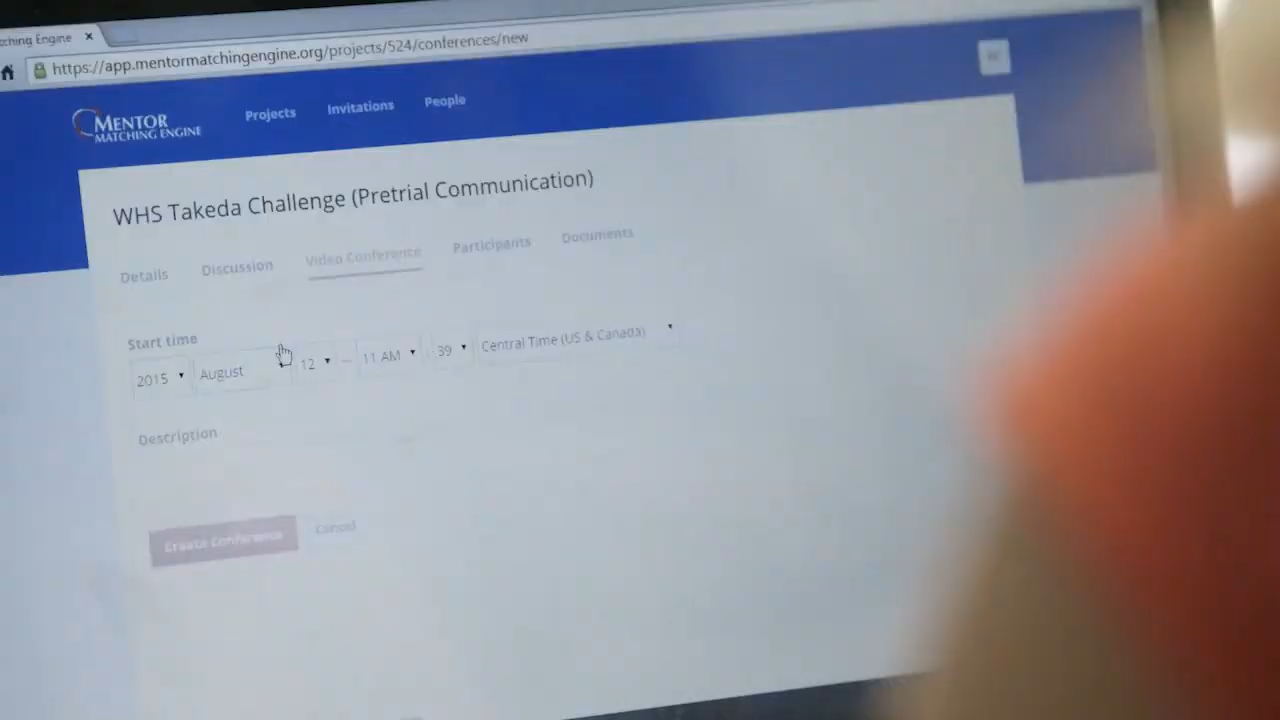 ching Engine ×
https://app.mentormatchingengine.org/projects/524/conferences/new
MENTOR
MATCHING ENGINE
Projects Invitations People
WHS Takeda Challenge (Pretrial Communication)
Details Discussion Video Conference Participants Documents
Start time
2015 August 12 — 11 AM : 39 Central Time (US & Canada)
Description
Create Conference Cancel